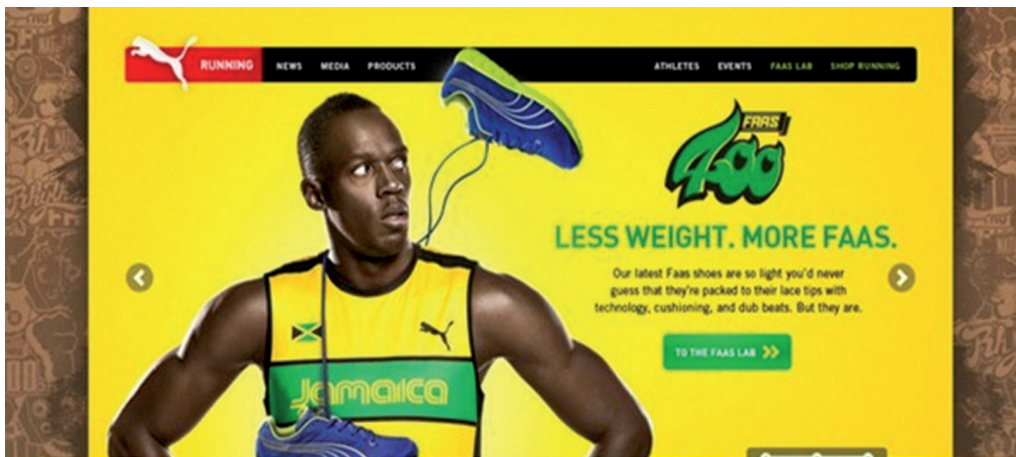 RUNNING NEWS MEDIA PRODUCTS ATHLETES EVENTS FAAS LAB SHOP RUNNING
FAAS
400
LESS WEIGHT. MORE FAAS.
Our latest Faas shoes are so light you'd never
guess that they're packed to their lace tips with
technology, cushioning, and dub beats. But they are.
TO THE FAAS LAB
Jamaica